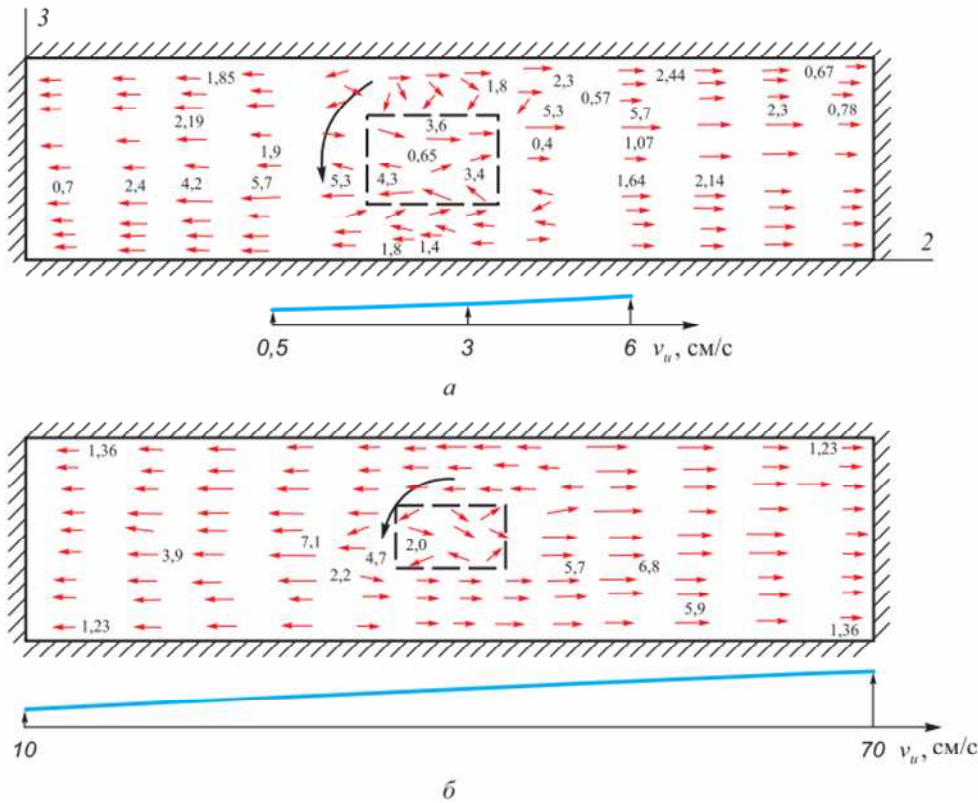 3
1,85 1,8 2,3 2,44 0,67
0,57
2,19 3,6 5,3 5,7 2,3 0,78
1,9 0,65 0,4 1,07
0,7 2,4 4,2 5,7 5,3 4,3 3,4 1,64 2,14
1,8 1,4 2
0,5 3 6 vᵤ, см/с
а
1,36 1,23
7,1 2,0
3,9 4,7 5,7 6,8
2,2
5,9
1,23 1,36
10 70 vᵤ, см/с
б